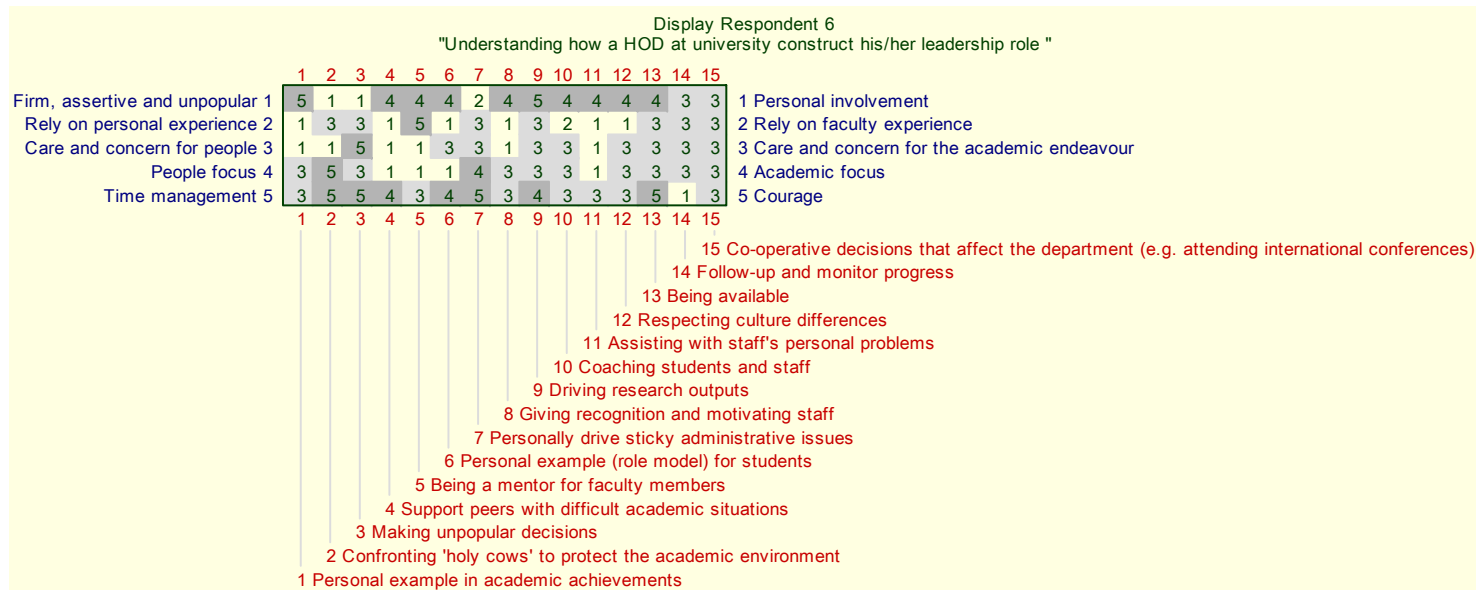 Display Respondent 6
"Understanding how a HOD at university construct his/her leadership role "
1 2 3 4 5 6 7 8 9 10 11 12 13 14 15
Firm, assertive and unpopular 1 5 1 1 4 4 4 2 4 5 4 4 4 4 3 3 1 Personal involvement
Rely on personal experience 2 1 3 3 1 5 1 3 1 3 2 1 1 3 3 3 2 Rely on faculty experience
Care and concern for people 3 1 1 5 1 1 3 3 1 3 3 1 3 3 3 3 3 Care and concern for the academic endeavour
People focus 4 3 5 3 1 1 1 4 3 3 3 1 3 3 3 3 4 Academic focus
Time management 5 3 5 5 4 3 4 5 3 4 3 3 3 5 1 3 5 Courage
1 2 3 4 5 6 7 8 9 10 11 12 13 14 15
15 Co-operative decisions that affect the department (e.g. attending international conferences)
14 Follow-up and monitor progress
13 Being available
12 Respecting culture differences
11 Assisting with staff's personal problems
10 Coaching students and staff
9 Driving research outputs
8 Giving recognition and motivating staff
7 Personally drive sticky administrative issues
6 Personal example (role model) for students
5 Being a mentor for faculty members
4 Support peers with difficult academic situations
3 Making unpopular decisions
2 Confronting 'holy cows' to protect the academic environment
1 Personal example in academic achievements